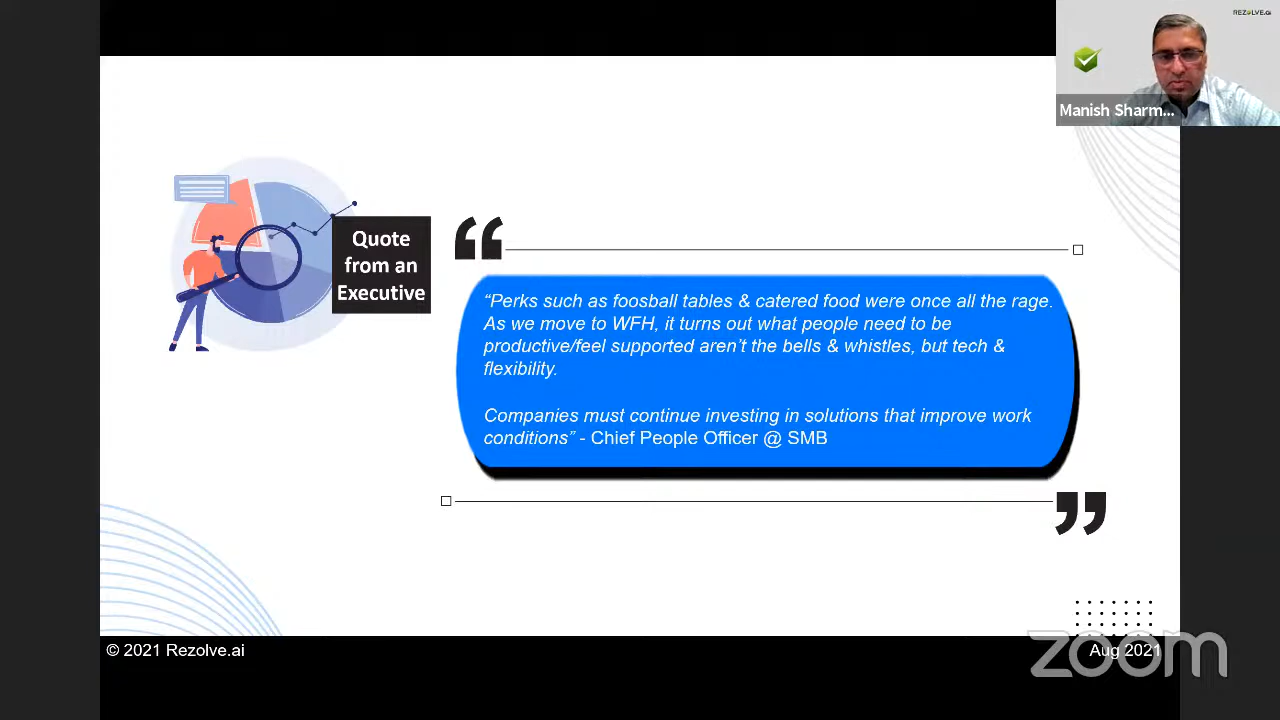 REZOLVE.ai
Manish Sharm...
Quote
from an
Executive
“Perks such as foosball tables & catered food were once all the rage.
As we move to WFH, it turns out what people need to be
productive/feel supported aren’t the bells & whistles, but tech &
flexibility.
Companies must continue investing in solutions that improve work
conditions” - Chief People Officer @ SMB
© 2021 Rezolve.ai
Aug 2021
zoom